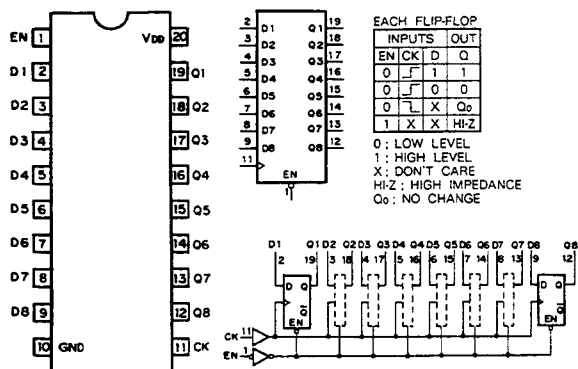 EN 1
VDD 20
D1 2
19 Q1
D2 3
18 Q2
D3 4
17 Q3
D4 5
16 Q4
D5 6
15 Q5
D6 7
14 Q6
D7 8
13 Q7
D8 9
12 Q8
10 GND
11 CK
2 D1 Q1 19
3 D2 Q2 18
4 D3 Q3 17
5 D4 Q4 16
6 D5 Q5 15
7 D6 Q6 14
8 D7 Q7 13
9 D8 Q8 12
11
EN
1
EACH FLIP-FLOP
INPUTS OUT
EN CK D Q
0 1 1
0 0 0
0 X Qo
1 X X HI-Z
0 ; LOW LEVEL
1 ; HIGH LEVEL
X ; DON'T CARE
HI-Z ; HIGH IMPEDANCE
Qo ; NO CHANGE
D1 Q1 D2 Q2 D3 Q3 D4 Q4 D5 Q5 D6 Q6 D7 Q7 D8 Q8
2 19 3 18 4 17 5 16 6 15 7 14 8 13 9 12
D Q
Q̅
EN
D Q
Q̅
EN
CK 11
EN 1